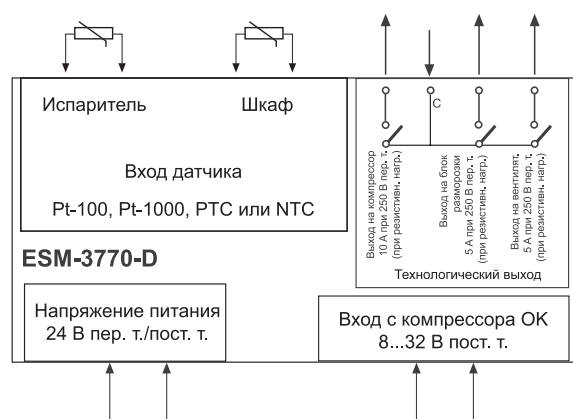 Испаритель
Шкаф
Вход датчика
Pt-100, Pt-1000, PTC или NTC
C
Выход на компрессор
10 А при 250 В пер. т.
(при резистивн. нагр.)
Выход на блок
разморозки
5 А при 250 В пер. т.
(при резистивн. нагр.)
Выход на вентилят.
5 А при 250 В пер. т.
(при резистивн. нагр.)
Технологический выход
ESM-3770-D
Напряжение питания
24 В пер. т./пост. т.
Вход с компрессора OK
8...32 В пост. т.